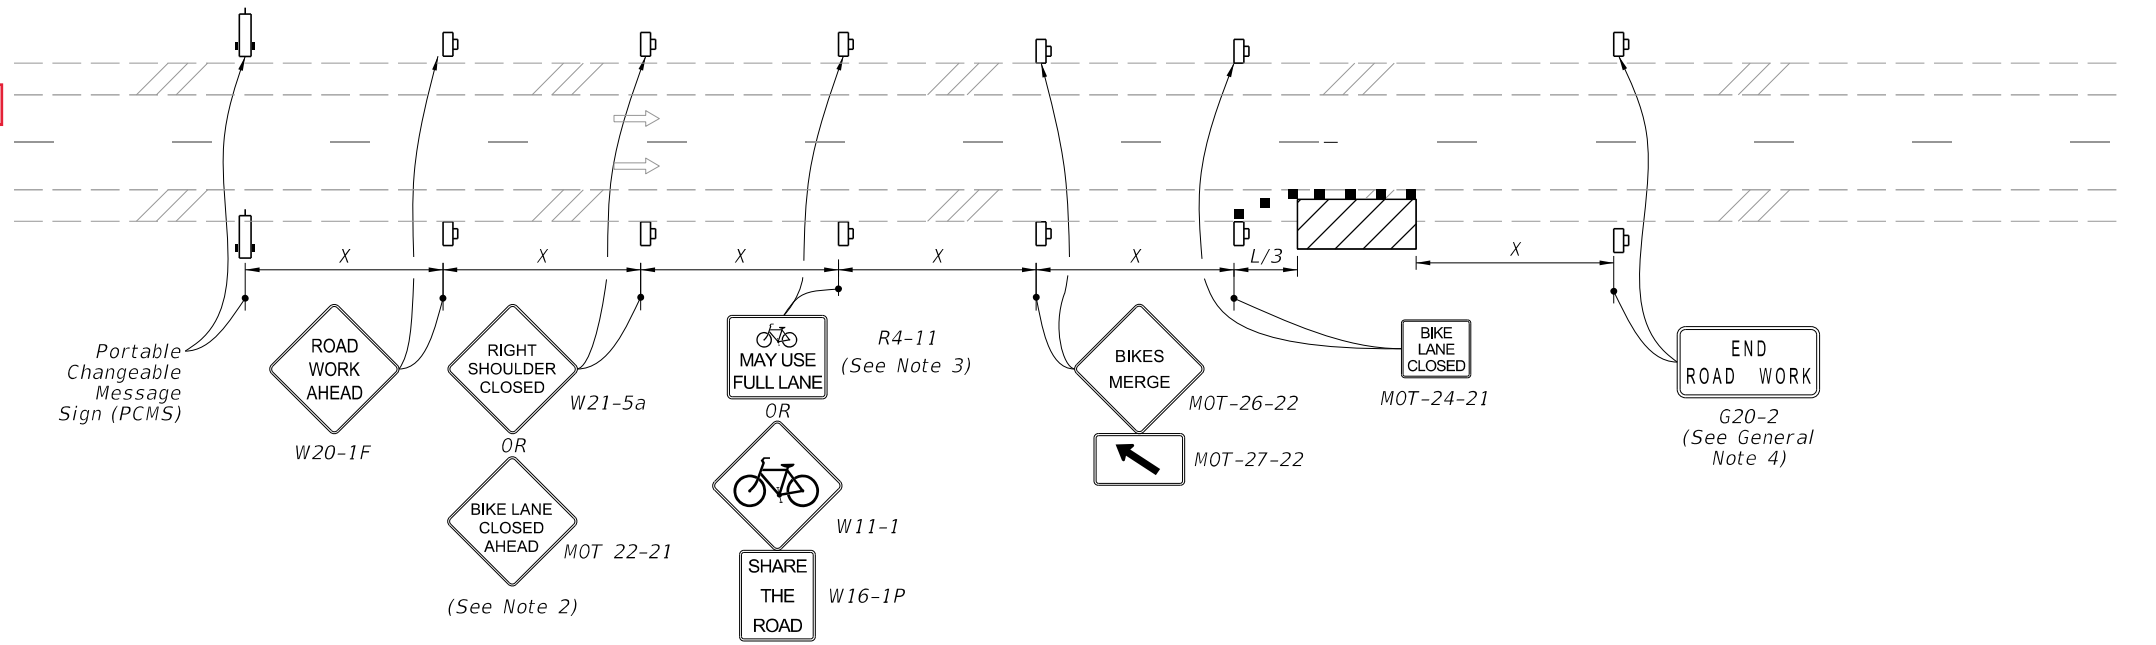 X
X
X
X
X
L/3
X
Portable
Changeable
Message
Sign (PCMS)
ROAD
WORK
AHEAD
W20-1F
RIGHT
SHOULDER
CLOSED
W21-5a
OR
BIKE LANE
CLOSED
AHEAD
MOT 22-21
(See Note 2)
MAY USE
FULL LANE
R4-11
(See Note 3)
OR
W11-1
SHARE
THE
ROAD
W16-1P
BIKES
MERGE
MOT-26-22
MOT-27-22
BIKE
LANE
CLOSED
MOT-24-21
END
ROAD WORK
G20-2
(See General
Note 4)